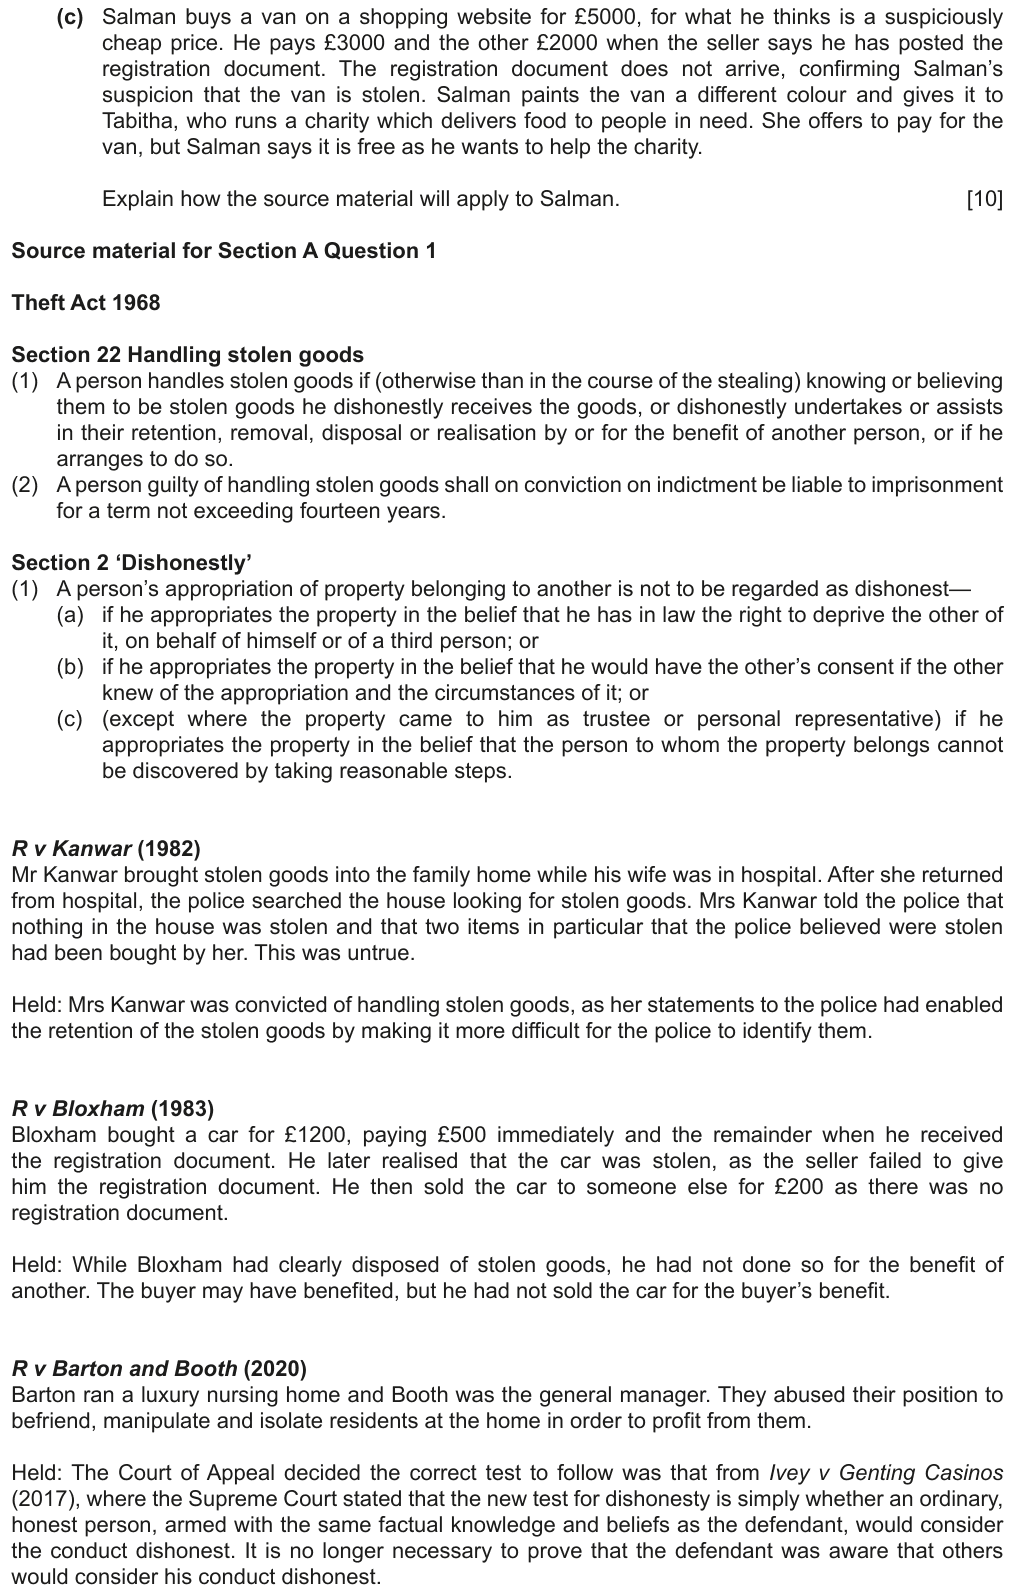 (c) Salman buys a van on a shopping website for £5000, for what he thinks is a suspiciously
cheap price. He pays £3000 and the other £2000 when the seller says he has posted the
registration document. The registration document does not arrive, confirming Salman’s
suspicion that the van is stolen. Salman paints the van a different colour and gives it to
Tabitha, who runs a charity which delivers food to people in need. She offers to pay for the
van, but Salman says it is free as he wants to help the charity.
Explain how the source material will apply to Salman. [10]
Source material for Section A Question 1
Theft Act 1968
Section 22 Handling stolen goods
(1) A person handles stolen goods if (otherwise than in the course of the stealing) knowing or believing
them to be stolen goods he dishonestly receives the goods, or dishonestly undertakes or assists
in their retention, removal, disposal or realisation by or for the benefit of another person, or if he
arranges to do so.
(2) A person guilty of handling stolen goods shall on conviction on indictment be liable to imprisonment
for a term not exceeding fourteen years.
Section 2 ‘Dishonestly’
(1) A person’s appropriation of property belonging to another is not to be regarded as dishonest—
(a) if he appropriates the property in the belief that he has in law the right to deprive the other of
it, on behalf of himself or of a third person; or
(b) if he appropriates the property in the belief that he would have the other’s consent if the other
knew of the appropriation and the circumstances of it; or
(c) (except where the property came to him as trustee or personal representative) if he
appropriates the property in the belief that the person to whom the property belongs cannot
be discovered by taking reasonable steps.
R v Kanwar (1982)
Mr Kanwar brought stolen goods into the family home while his wife was in hospital. After she returned
from hospital, the police searched the house looking for stolen goods. Mrs Kanwar told the police that
nothing in the house was stolen and that two items in particular that the police believed were stolen
had been bought by her. This was untrue.
Held: Mrs Kanwar was convicted of handling stolen goods, as her statements to the police had enabled
the retention of the stolen goods by making it more difficult for the police to identify them.
R v Bloxham (1983)
Bloxham bought a car for £1200, paying £500 immediately and the remainder when he received
the registration document. He later realised that the car was stolen, as the seller failed to give
him the registration document. He then sold the car to someone else for £200 as there was no
registration document.
Held: While Bloxham had clearly disposed of stolen goods, he had not done so for the benefit of
another. The buyer may have benefited, but he had not sold the car for the buyer’s benefit.
R v Barton and Booth (2020)
Barton ran a luxury nursing home and Booth was the general manager. They abused their position to
befriend, manipulate and isolate residents at the home in order to profit from them.
Held: The Court of Appeal decided the correct test to follow was that from Ivey v Genting Casinos
(2017), where the Supreme Court stated that the new test for dishonesty is simply whether an ordinary,
honest person, armed with the same factual knowledge and beliefs as the defendant, would consider
the conduct dishonest. It is no longer necessary to prove that the defendant was aware that others
would consider his conduct dishonest.